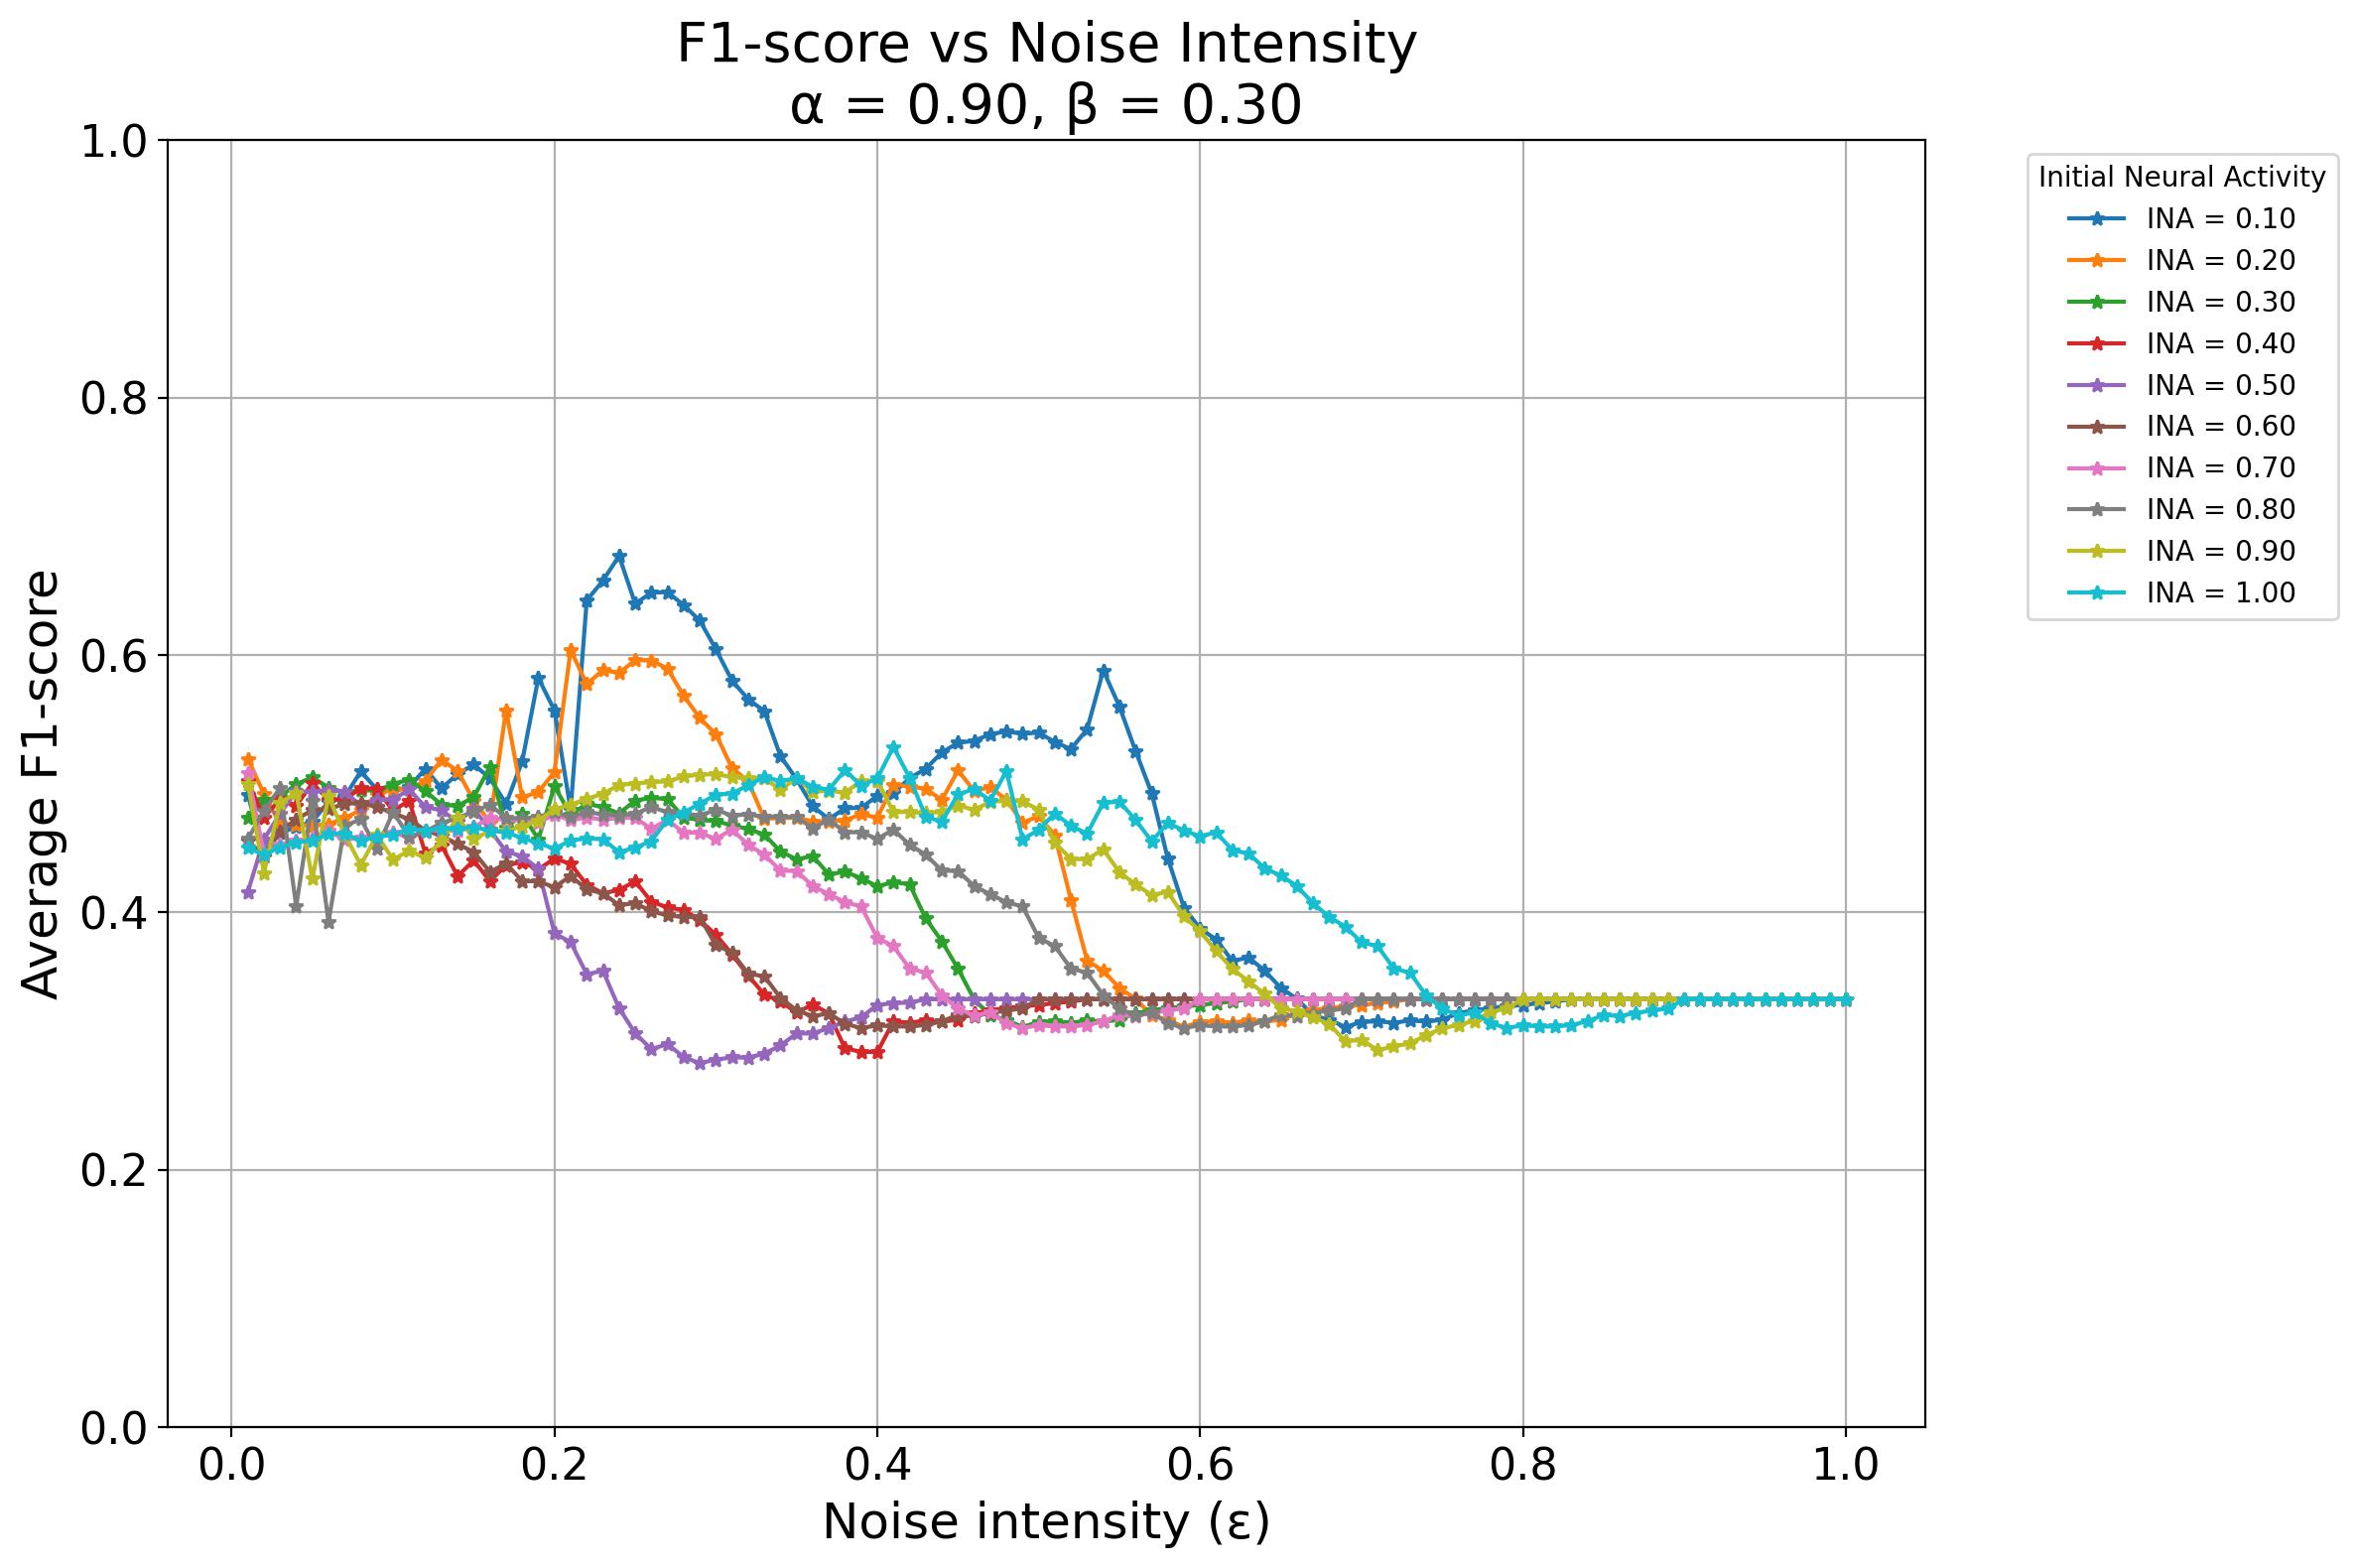 F1-score vs Noise Intensity
α = 0.90, β = 0.30
1.0
0.8
0.6
0.4
0.2
0.0
Average F1-score
0.0
0.2
0.4
0.6
0.8
1.0
Noise intensity (ε)
Initial Neural Activity
INA = 0.10
INA = 0.20
INA = 0.30
INA = 0.40
INA = 0.50
INA = 0.60
INA = 0.70
INA = 0.80
INA = 0.90
INA = 1.00